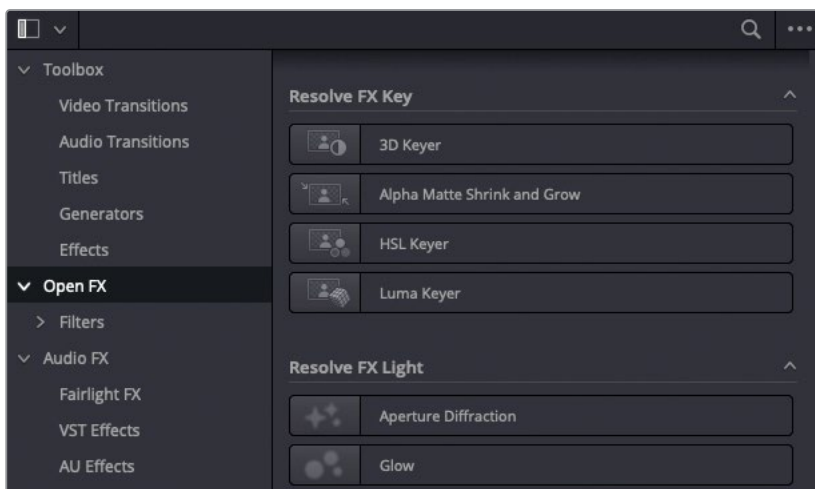 Toolbox
Video Transitions
Audio Transitions
Titles
Generators
Effects
Open FX
Filters
Audio FX
Fairlight FX
VST Effects
AU Effects
Resolve FX Key
3D Keyer
Alpha Matte Shrink and Grow
HSL Keyer
Luma Keyer
Resolve FX Light
Aperture Diffraction
Glow